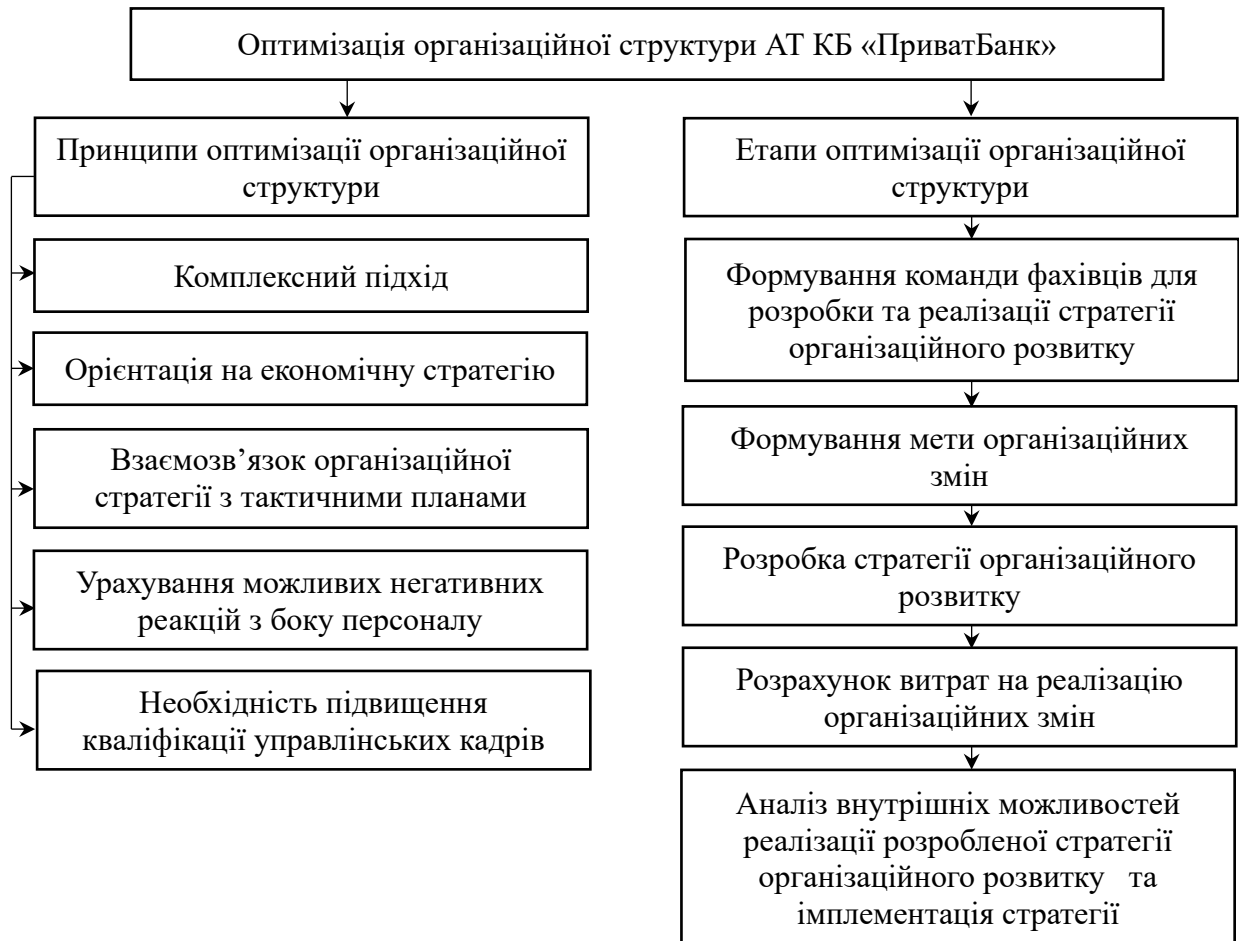 Оптимізація організаційної структури АТ КБ «ПриватБанк»
Принципи оптимізації організаційної
структури
Комплексний підхід
Орієнтація на економічну стратегію
Взаємозв’язок організаційної
стратегії з тактичними планами
Урахування можливих негативних
реакцій з боку персоналу
Необхідність підвищення
кваліфікації управлінських кадрів
Етапи оптимізації організаційної
структури
Формування команди фахівців для
розробки та реалізації стратегії
організаційного розвитку
Формування мети організаційних
змін
Розробка стратегії організаційного
розвитку
Розрахунок витрат на реалізацію
організаційних змін
Аналіз внутрішніх можливостей
реалізації розробленої стратегії
організаційного розвитку та
імплементація стратегії